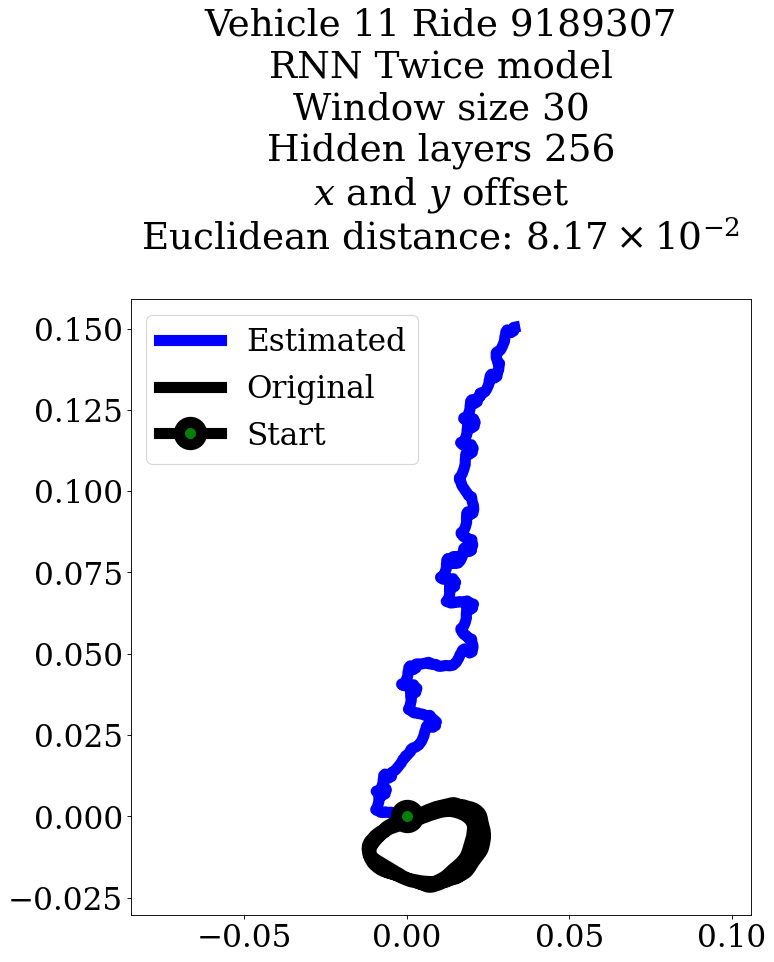 Vehicle 11 Ride 9189307
RNN Twice model
Window size 30
Hidden layers 256
x and y offset
Euclidean distance: 8.17 × 10⁻²
Estimated
Original
Start
0.150
0.125
0.100
0.075
0.050
0.025
0.000
−0.025
−0.05 0.00 0.05 0.10